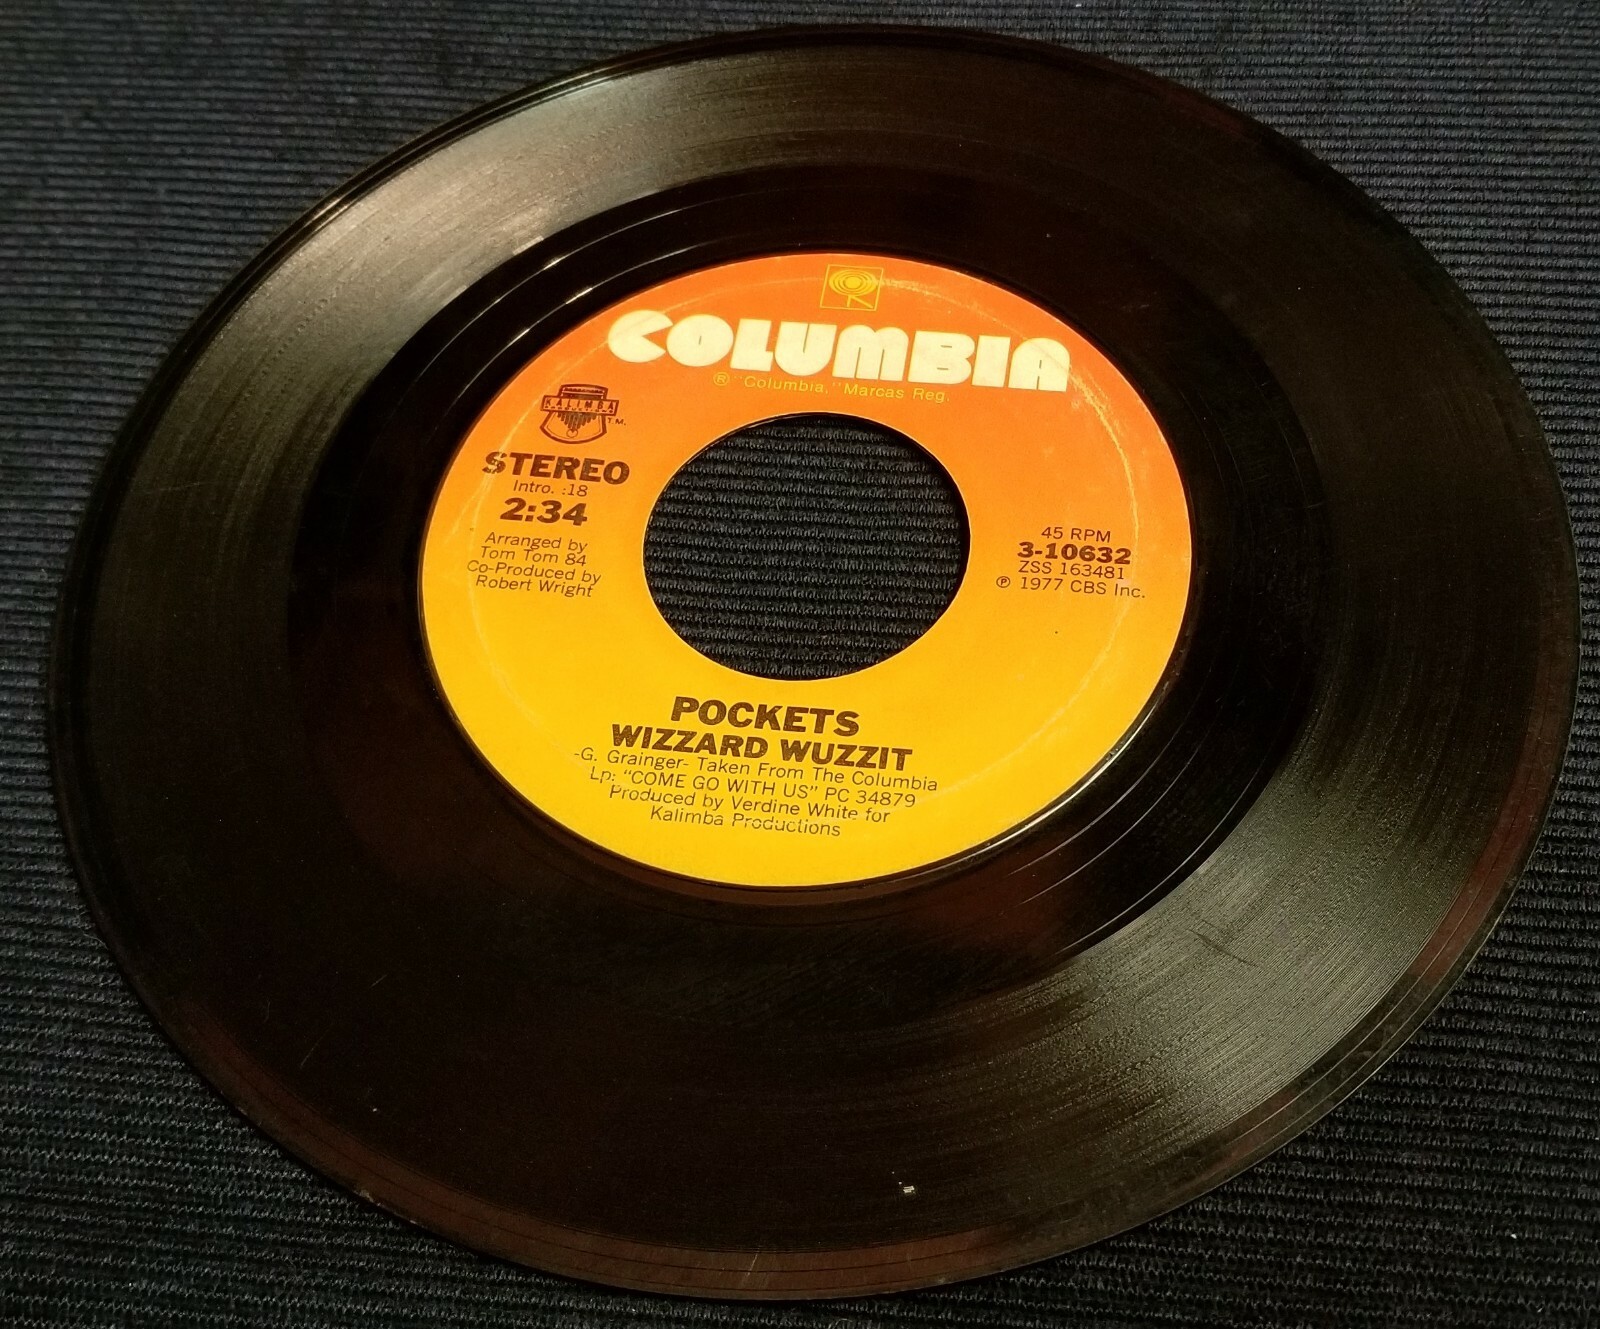 COLUMBIA
® "Columbia," Marcas Reg.
KALIMBA
T.M.
STEREO
Intro. :18
2:34
Arranged by
Tom Tom 84
Co-Produced by
Robert Wright
45 RPM
3-10632
ZSS 163481
℗ 1977 CBS Inc.
POCKETS
WIZZARD WUZZIT
-G. Grainger- Taken From The Columbia
Lp: "COME GO WITH US" PC 34879
Produced by Verdine White for
Kalimba Productions